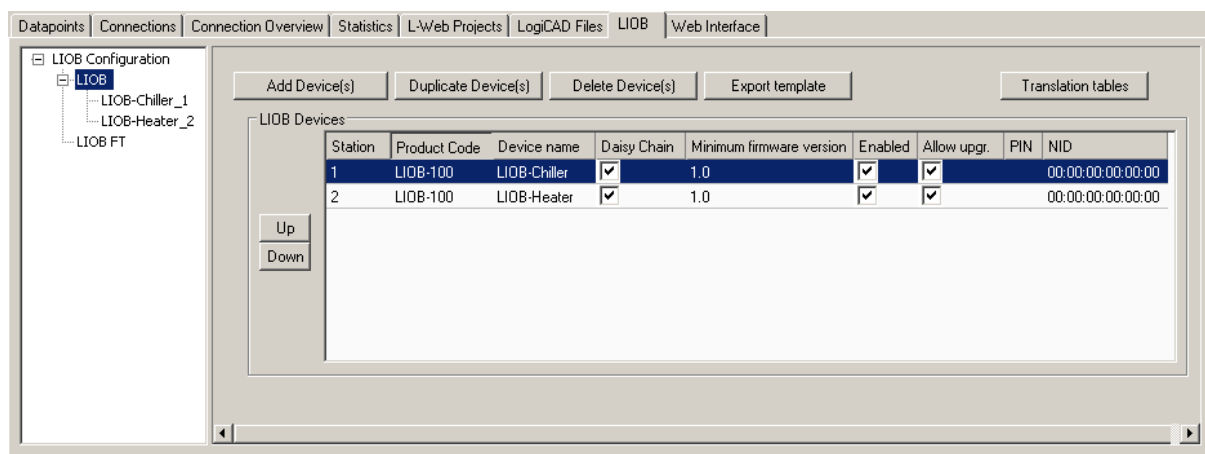 Datapoints Connections Connection Overview Statistics L-Web Projects LogiCAD Files LIOB Web Interface
LIOB Configuration
LIOB
LIOB-Chiller_1
LIOB-Heater_2
LIOB FT
Add Device(s) Duplicate Device(s) Delete Device(s) Export template Translation tables
LIOB Devices
Station Product Code Device name Daisy Chain Minimum firmware version Enabled Allow upgr. PIN NID
1 LIOB-100 LIOB-Chiller 1.0 00:00:00:00:00:00
2 LIOB-100 LIOB-Heater 1.0 00:00:00:00:00:00
Up
Down